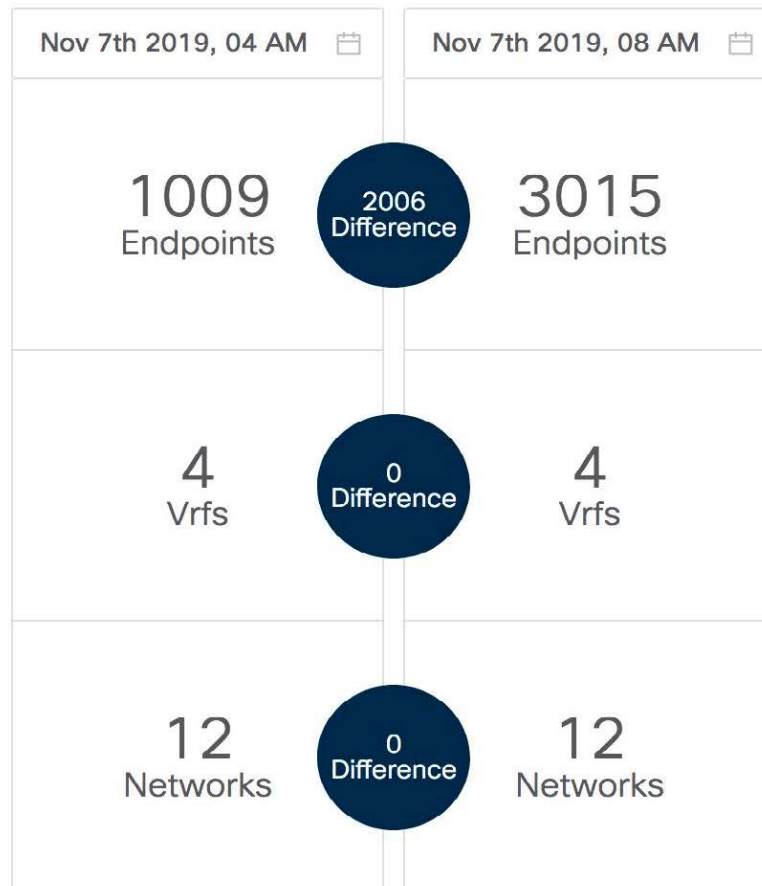 Nov 7th 2019, 04 AM
Nov 7th 2019, 08 AM
1009
Endpoints
2006
Difference
3015
Endpoints
4
Vrfs
0
Difference
4
Vrfs
12
Networks
0
Difference
12
Networks